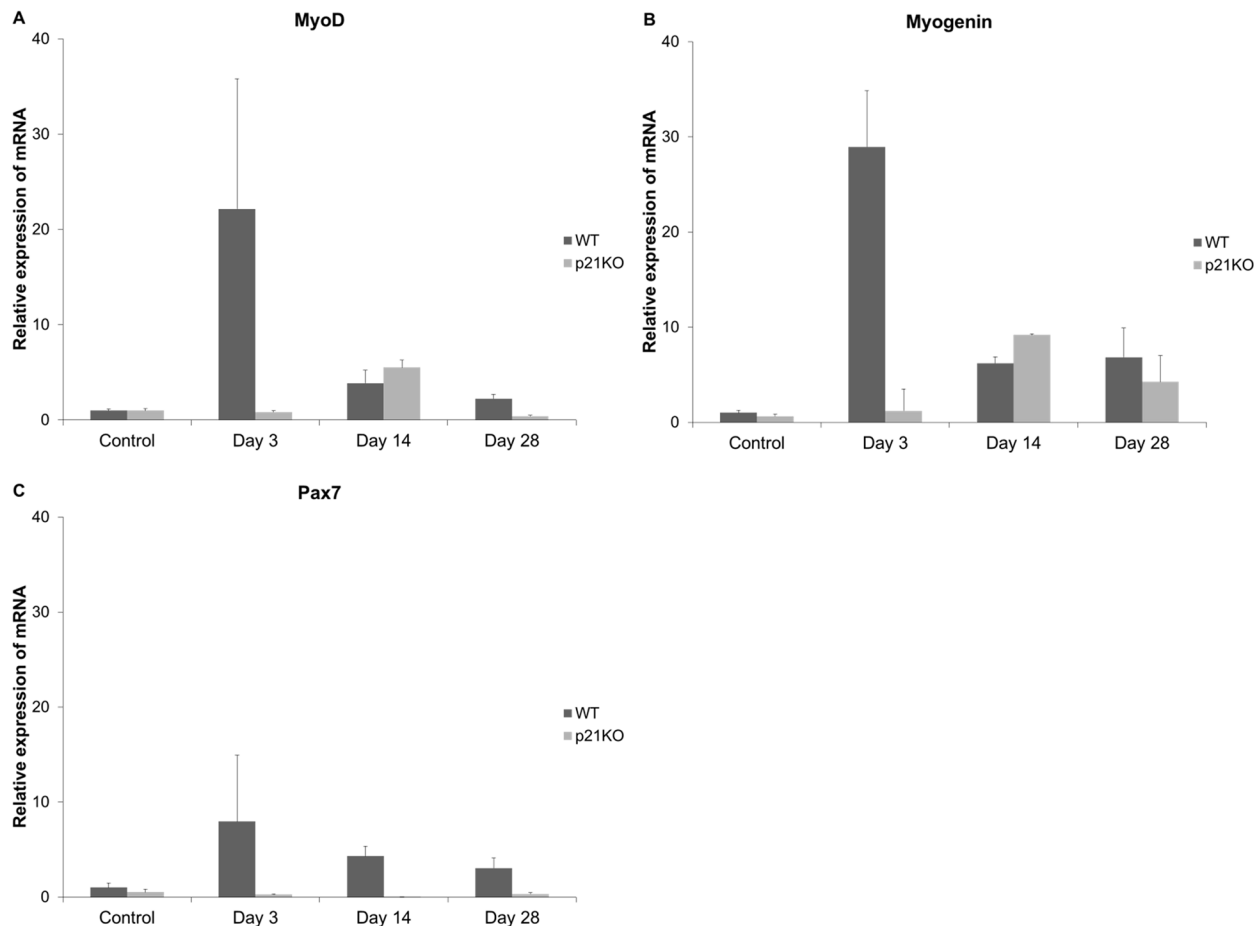 A
MyoD
Relative expression of mRNA
40
30
20
10
0
Control Day 3 Day 14 Day 28
WT
p21KO
B
Myogenin
Relative expression of mRNA
40
30
20
10
0
Control Day 3 Day 14 Day 28
WT
p21KO
C
Pax7
Relative expression of mRNA
40
30
20
10
0
Control Day 3 Day 14 Day 28
WT
p21KO